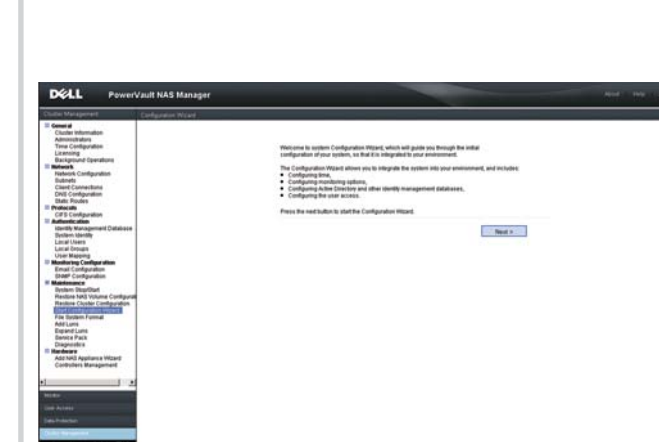 DELL PowerVault NAS Manager
About Help
Cluster Management Configuration Wizard
General
Cluster Information
Administrators
Time Configuration
Licensing
Background Operations
Network
Network Configuration
Subnets
Client Connections
DNS Configuration
Static Routes
Protocols
CIFS Configuration
Authentication
Identity Management Database
System Identity
Local Users
Local Groups
User Mapping
Monitoring Configuration
Email Configuration
SNMP Configuration
Maintenance
System Stop/Start
Restore NAS Volume Configurat
Restore Cluster Configuration
Start Configuration Wizard
File System Format
Add Luns
Expand Luns
Service Pack
Diagnostics
Hardware
Add NAS Appliance Wizard
Controllers Management
Monitor
User Access
Data Protection
Cluster Management
Welcome to system Configuration Wizard, which will guide you through the initial
configuration of your system, so that it is integrated to your environment.
The Configuration Wizard allows you to integrate the system into your environment, and includes:
• Configuring time,
• Configuring monitoring options,
• Configuring Active Directory and other identity management databases,
• Configuring the user access.
Press the next button to start the Configuration Wizard.
Next >